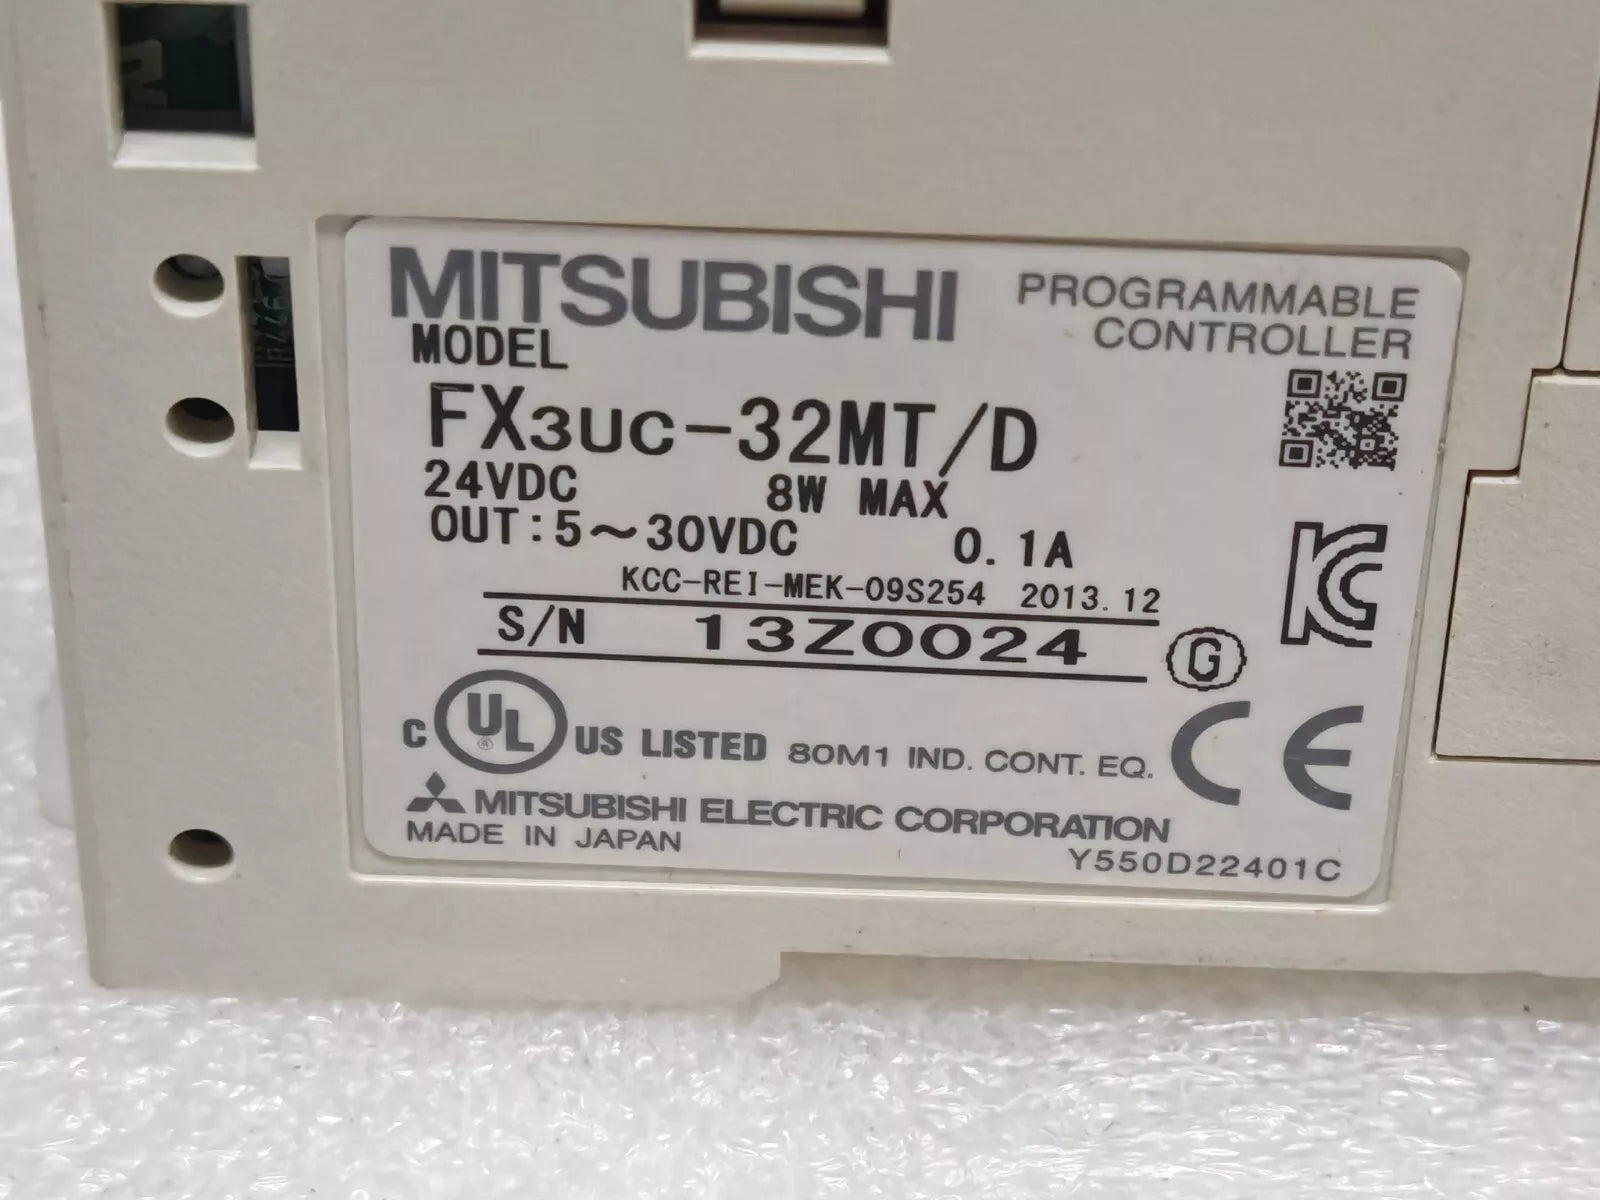 MITSUBISHI
PROGRAMMABLE
CONTROLLER
MODEL
FX3UC-32MT/D
24VDC 8W MAX
OUT:5~30VDC 0.1A
KCC-REI-MEK-09S254 2013.12
S/N 13Z0024
G
C UL ® US LISTED 80M1 IND. CONT. EQ. CE
MITSUBISHI ELECTRIC CORPORATION
MADE IN JAPAN
Y550D22401C